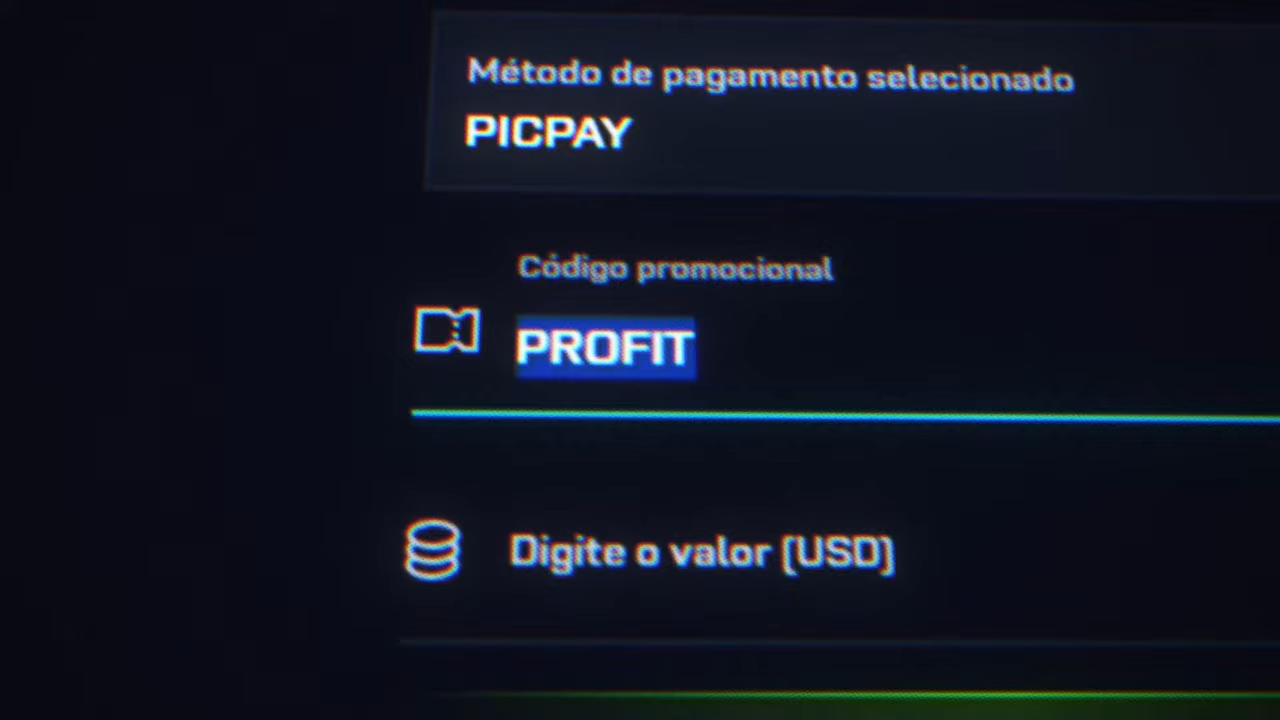 Método de pagamento selecionado
PICPAY
Código promocional
PROFIT
Digite o valor (USD)